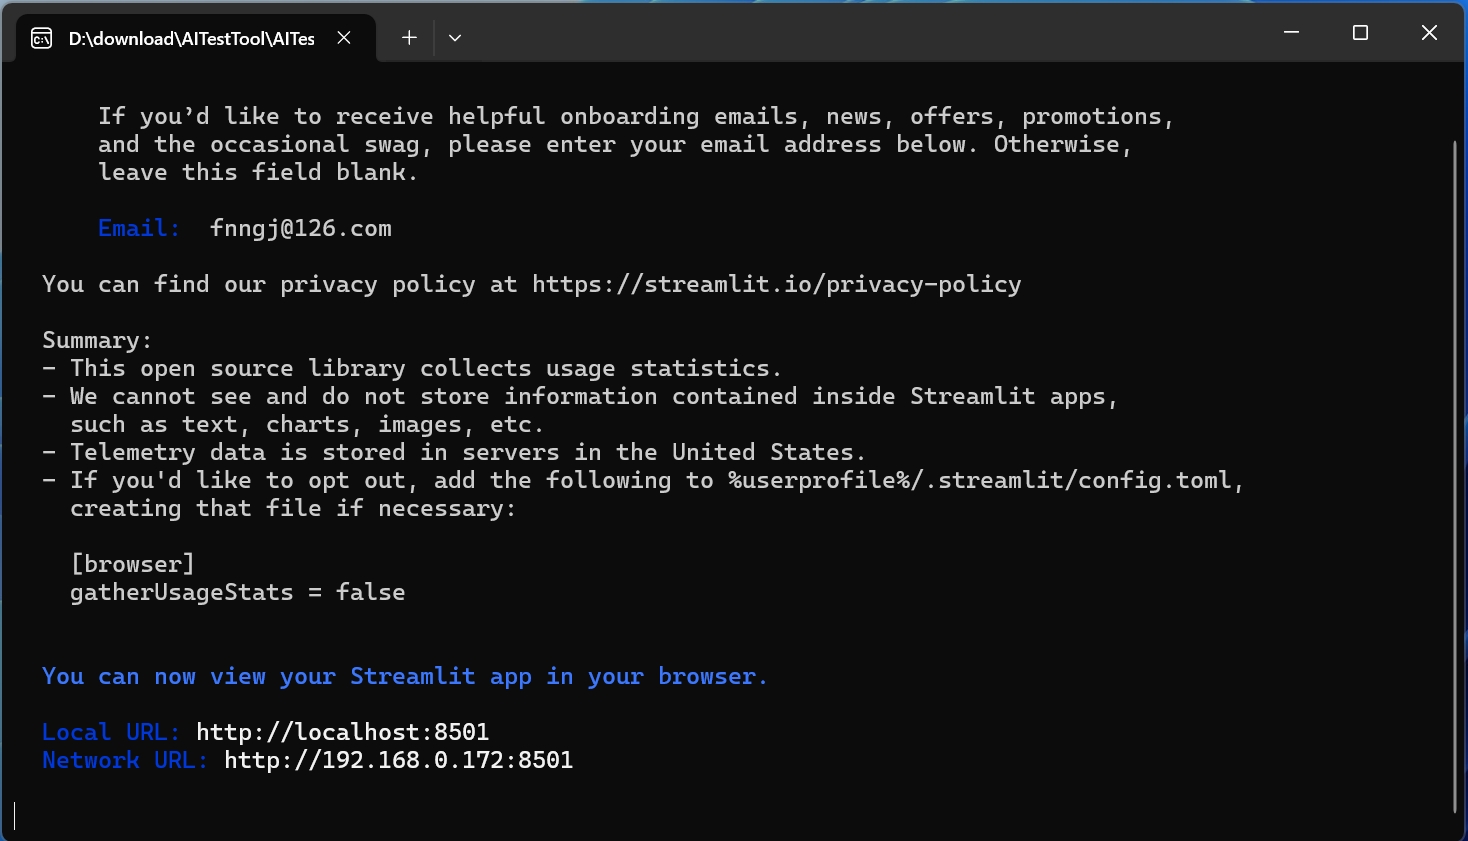 D:\download\AITestTool\AITes
If you’d like to receive helpful onboarding emails, news, offers, promotions,
and the occasional swag, please enter your email address below. Otherwise,
leave this field blank.
Email:  fnngj@126.com
You can find our privacy policy at https://streamlit.io/privacy-policy
Summary:
- This open source library collects usage statistics.
- We cannot see and do not store information contained inside Streamlit apps,
such as text, charts, images, etc.
- Telemetry data is stored in servers in the United States.
- If you'd like to opt out, add the following to %userprofile%/.streamlit/config.toml,
creating that file if necessary:
[browser]
gatherUsageStats = false
You can now view your Streamlit app in your browser.
Local URL: http://localhost:8501
Network URL: http://192.168.0.172:8501